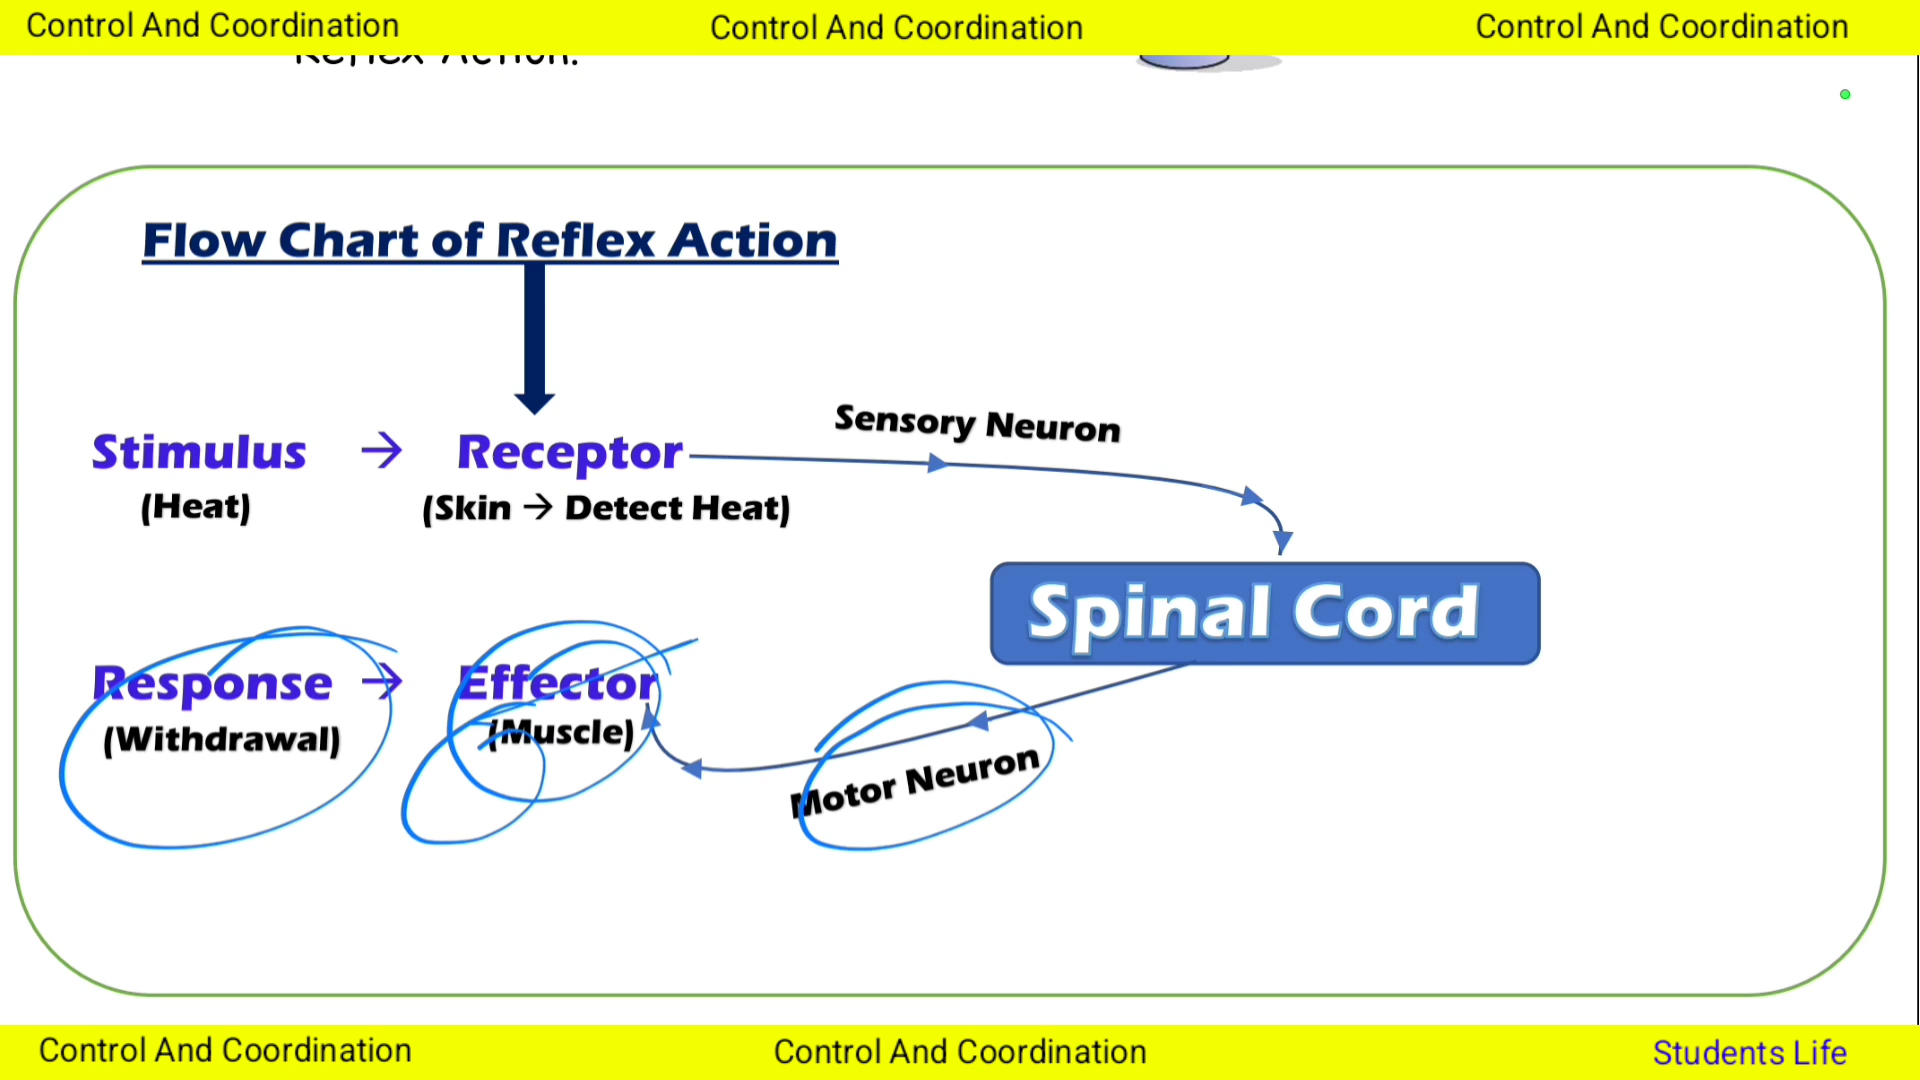 Control And Coordination Control And Coordination Control And Coordination
Reflex Action:
Flow Chart of Reflex Action
Sensory Neuron
Stimulus → Receptor
(Heat) (Skin → Detect Heat)
Spinal Cord
Response → Effector
(Withdrawal) (Muscle)
Motor Neuron
Control And Coordination Control And Coordination Students Life